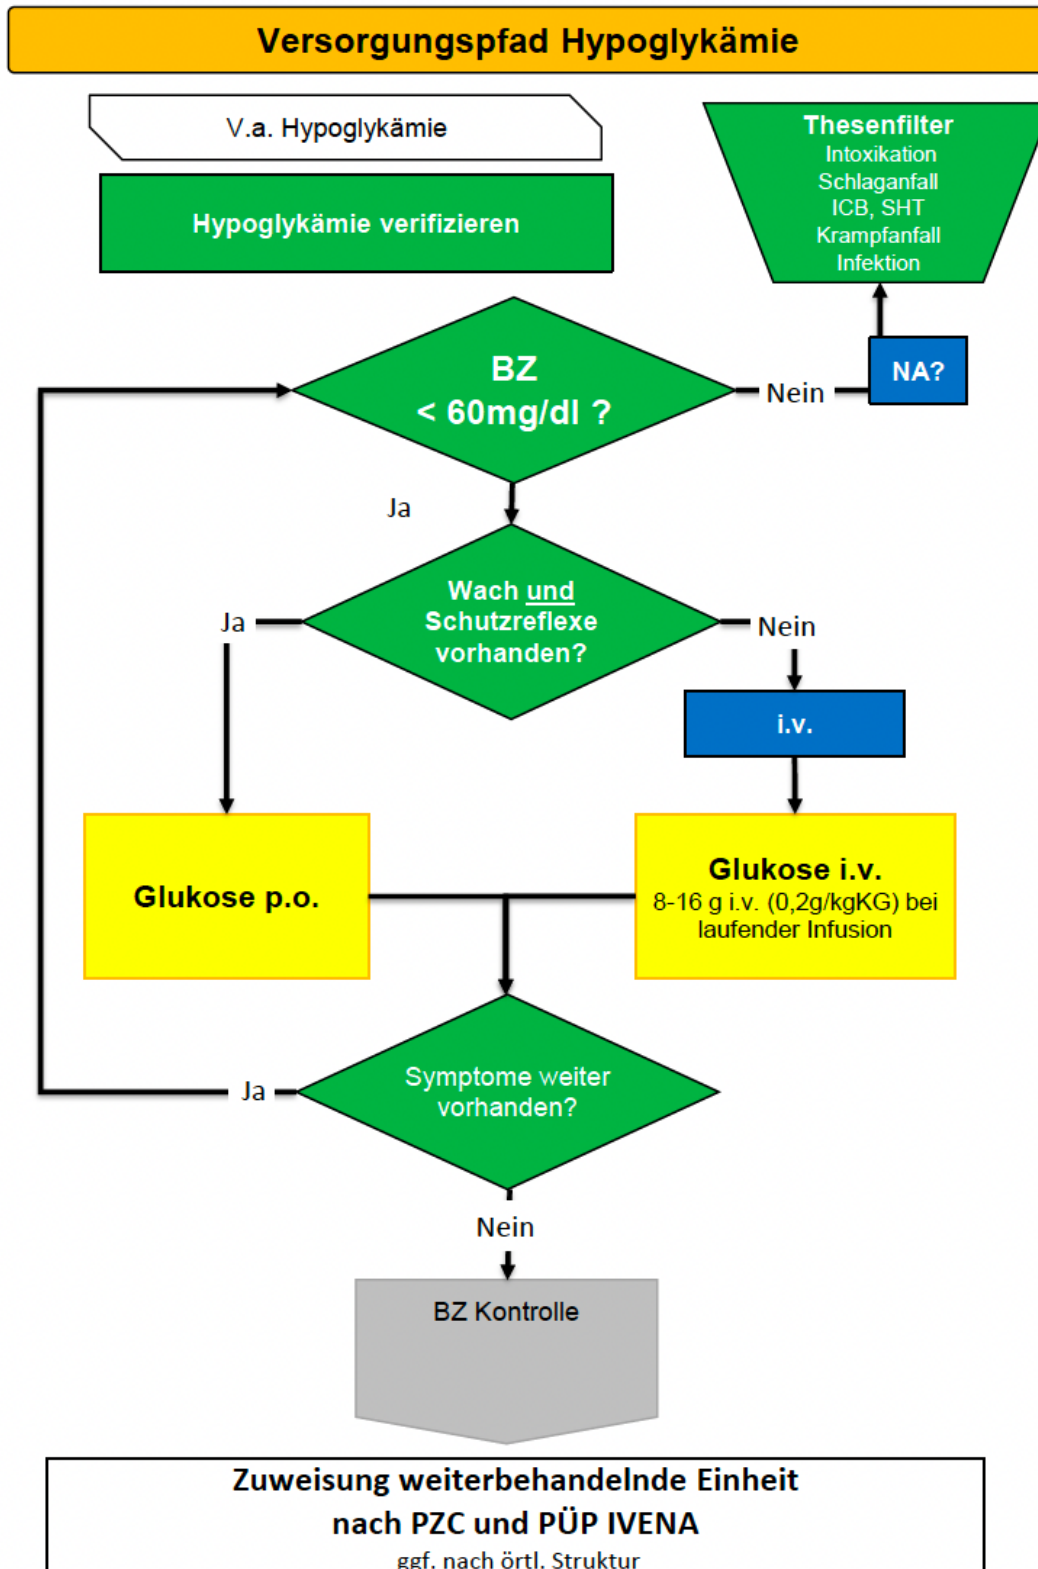 Versorgungspfad Hypoglykämie
V.a. Hypoglykämie
Thesenfilter
Intoxikation
Schlaganfall
ICB, SHT
Krampfanfall
Infektion
Hypoglykämie verifizieren
BZ
< 60mg/dl ?
Nein
NA?
Ja
Wach und
Schutzreflexe
vorhanden?
Ja
Nein
i.v.
Glukose p.o.
Glukose i.v.
8-16 g i.v. (0,2g/kgKG) bei
laufender Infusion
Symptome weiter
vorhanden?
Ja
Nein
BZ Kontrolle
Zuweisung weiterbehandelnde Einheit
nach PZC und PÜP IVENA
ggf. nach örtl. Struktur